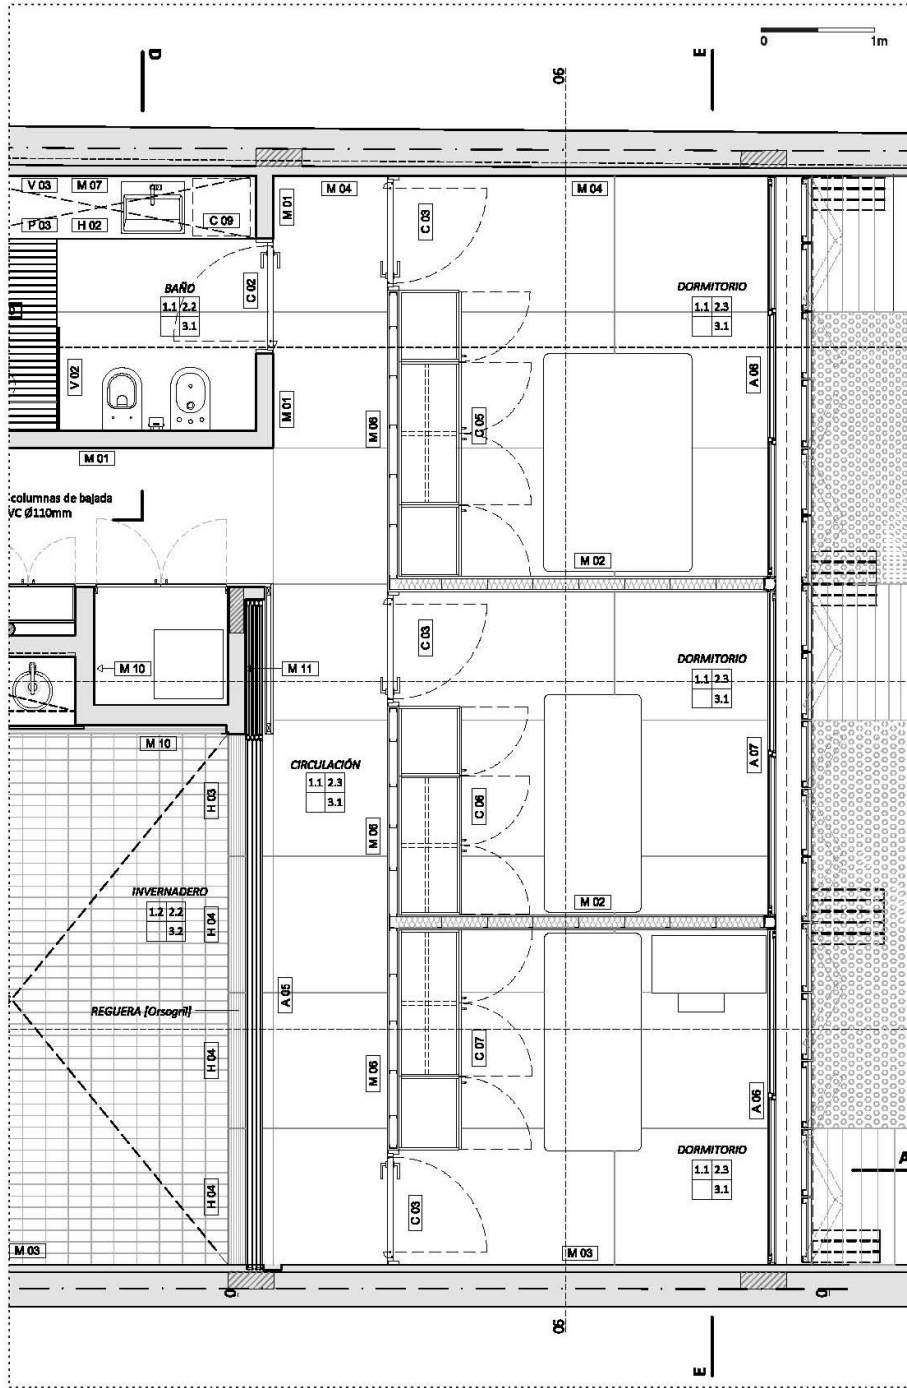 0 1m
D
E
06
V 03
M 07
P 03
H 02
C 09
M 01
M 04
C 03
M 04
BAÑO
1.1 2.2
3.1
C 02
DORMITORIO
1.1 2.3
3.1
V 02
M 01
M 06
C 05
A 08
M 01
columnas de bajada
VC Ø110mm
M 02
M 10
M 11
C 03
DORMITORIO
1.1 2.3
3.1
M 10
CIRCULACIÓN
1.1 2.3
3.1
H 03
M 06
C 06
A 07
INVERNADERO
1.2 2.2
3.2
H 04
M 02
A 05
REGUERA [Orsogril]
H 04
M 06
C 07
A 06
DORMITORIO
1.1 2.3
3.1
A
H 04
C 03
M 03
M 03
06
E